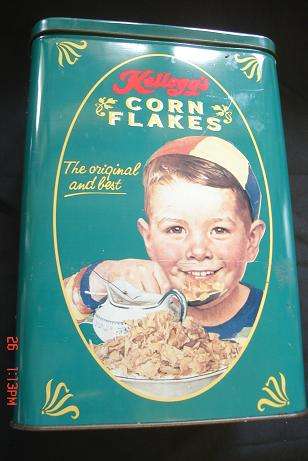 Kellogg's
CORN
FLAKES
The original
and best
26 1:13PM